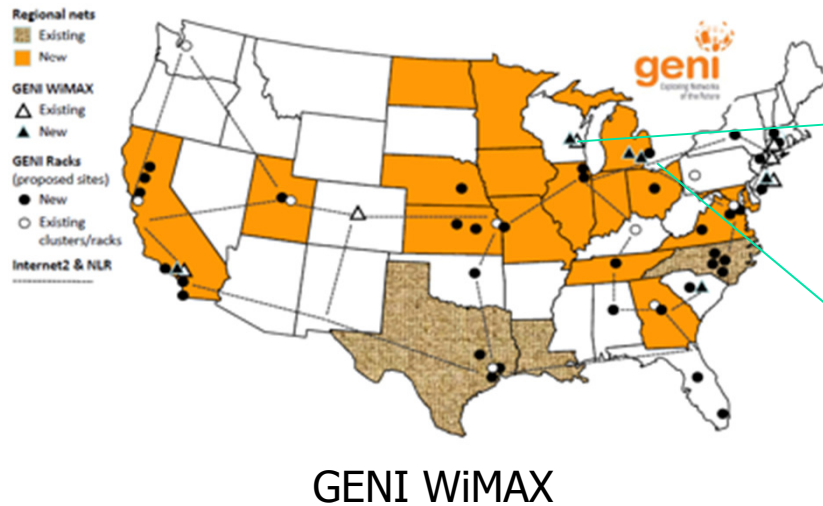 Regional nets
Existing
New
GENI WiMAX
Existing
New
GENI Racks
(proposed sites)
New
Existing
clusters/racks
Internet2 & NLR
geni
Exploring Networks
of the Future
GENI WiMAX